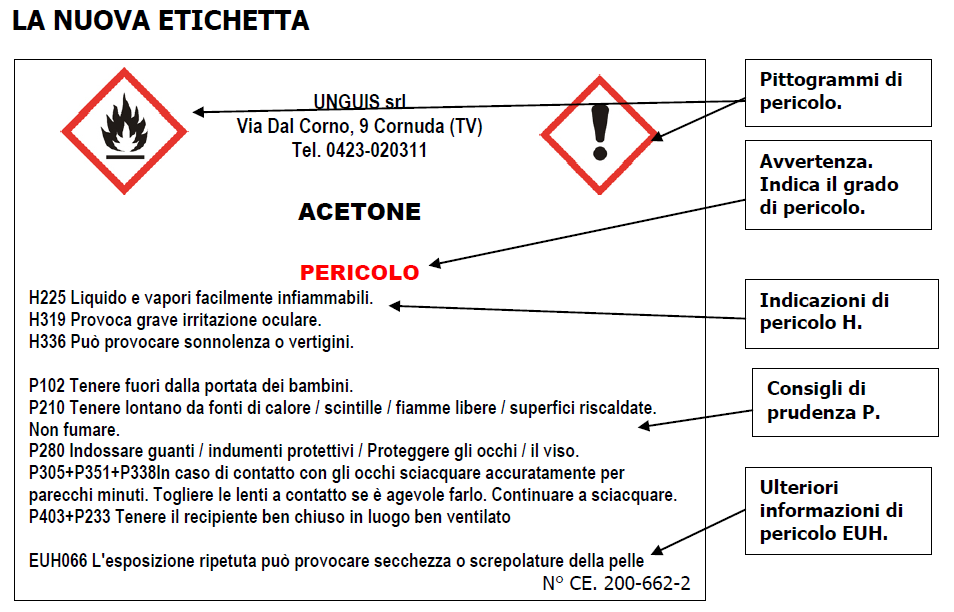 LA NUOVA ETICHETTA
UNGUIS srl
Via Dal Corno, 9 Cornuda (TV)
Tel. 0423-020311
ACETONE
PERICOLO
H225 Liquido e vapori facilmente infiammabili.
H319 Provoca grave irritazione oculare.
H336 Può provocare sonnolenza o vertigini.
P102 Tenere fuori dalla portata dei bambini.
P210 Tenere lontano da fonti di calore / scintille / fiamme libere / superfici riscaldate.
Non fumare.
P280 Indossare guanti / indumenti protettivi / Proteggere gli occhi / il viso.
P305+P351+P338In caso di contatto con gli occhi sciacquare accuratamente per
parecchi minuti. Togliere le lenti a contatto se è agevole farlo. Continuare a sciacquare.
P403+P233 Tenere il recipiente ben chiuso in luogo ben ventilato
EUH066 L'esposizione ripetuta può provocare secchezza o screpolature della pelle
N° CE. 200-662-2
Pittogrammi di
pericolo.
Avvertenza.
Indica il grado
di pericolo.
Indicazioni di
pericolo H.
Consigli di
prudenza P.
Ulteriori
informazioni di
pericolo EUH.